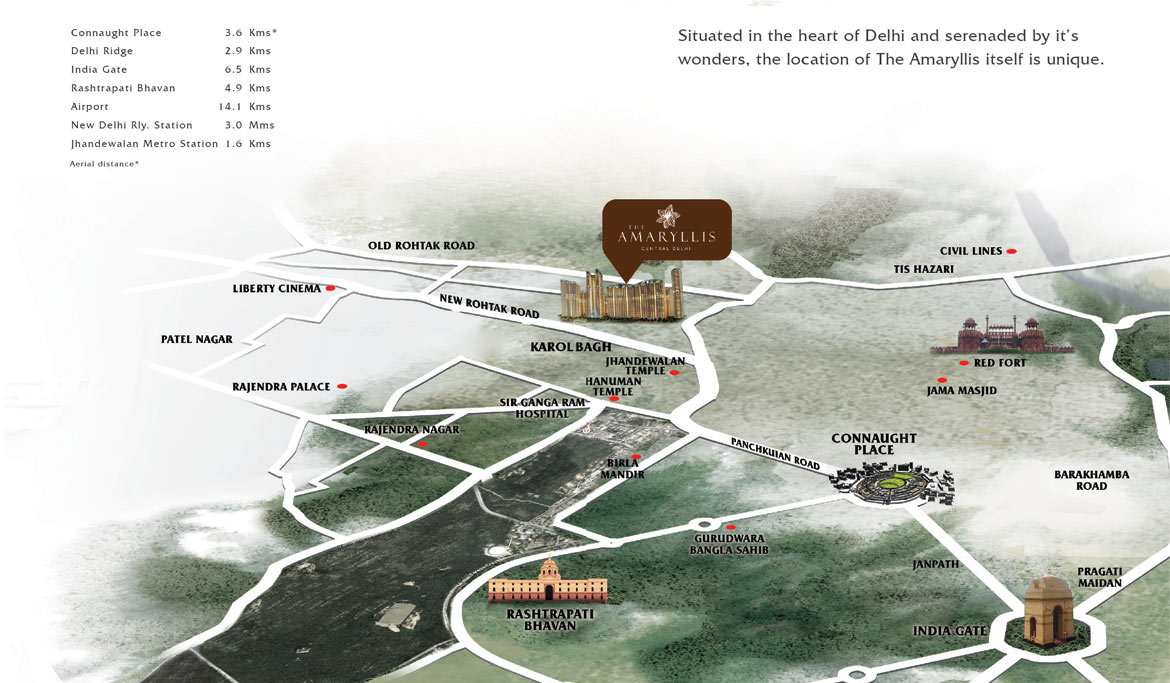 Connaught Place 3.6 Kms*
Delhi Ridge 2.9 Kms
India Gate 6.5 Kms
Rashtrapati Bhavan 4.9 Kms
Airport 14.1 Kms
New Delhi Rly. Station 3.0 Mms
Jhandewalan Metro Station 1.6 Kms
Aerial distance*
Situated in the heart of Delhi and serenaded by it's
wonders, the location of The Amaryllis itself is unique.
THE
AMARYLLIS
CENTRAL DELHI
OLD ROHTAK ROAD
CIVIL LINES
TIS HAZARI
LIBERTY CINEMA
NEW ROHTAK ROAD
PATEL NAGAR
KAROL BAGH
JHANDEWALAN
TEMPLE
RED FORT
RAJENDRA PALACE
HANUMAN
TEMPLE
JAMA MASJID
SIR GANGA RAM
HOSPITAL
RAJENDRA NAGAR
PANCHKUIAN ROAD
CONNAUGHT
PLACE
BIRLA
MANDIR
BARAKHAMBA
ROAD
GURUDWARA
BANGLA SAHIB
JANPATH
PRAGATI
MAIDAN
RASHTRAPATI
BHAVAN
INDIA GATE